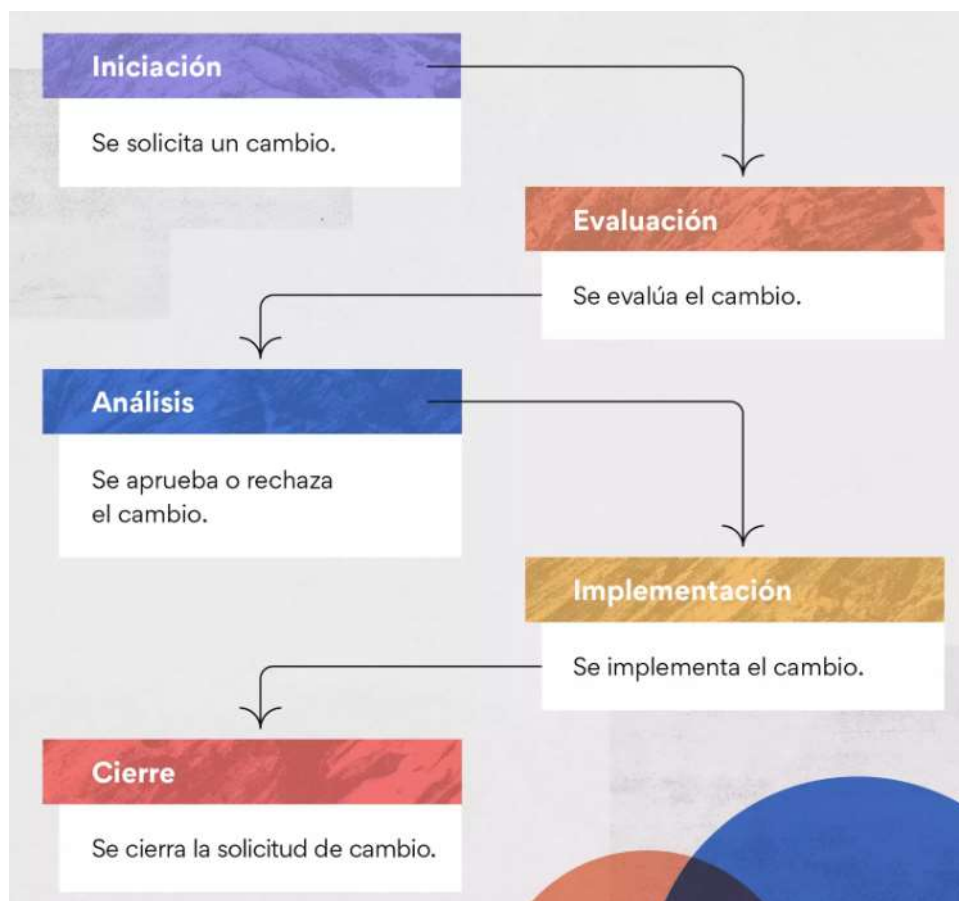 Iniciación
Se solicita un cambio.
Evaluación
Se evalúa el cambio.
Análisis
Se aprueba o rechaza
el cambio.
Implementación
Se implementa el cambio.
Cierre
Se cierra la solicitud de cambio.